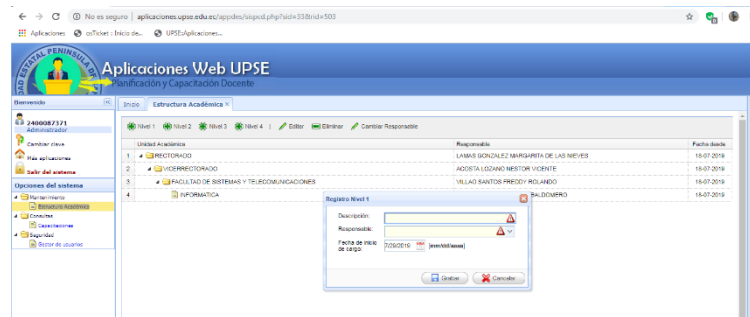 No es seguro | aplicaciones.upse.edu.ec/appdes/sispcd.php?sid=33&trid=503
Aplicaciones osTicket :: Inicio de... UPSE:Aplicaciones...
Aplicaciones Web UPSE
Planificación y Capacitación Docente
Bienvenido
2400087371
Administrador
Cambiar clave
Más aplicaciones
Salir del sistema
Opciones del sistema
Mantenimiento
Estructura Académica
Consultas
Capacitaciones
Seguridad
Gestor de usuarios
Inicio Estructura Académica ×
Nivel 1 Nivel 2 Nivel 3 Nivel 4 | Editar Eliminar Cambiar Responsable
Unidad Académica Responsable Fecha desde
1 RECTORADO LAMAS GONZALEZ MARGARITA DE LAS NIEVES 18-07-2019
2 VICERRECTORADO ACOSTA LOZANO NESTOR VICENTE 18-07-2019
3 FACULTAD DE SISTEMAS Y TELECOMUNICACIONES VILLAO SANTOS FREDDY ROLANDO 18-07-2019
4 INFORMATICA BALDOMERO 18-07-2019
Registro Nivel 1
Descripción:
Responsable:
Fecha de inicio de cargo: 7/29/2019 [mm/dd/aaaa]
Grabar Cancelar